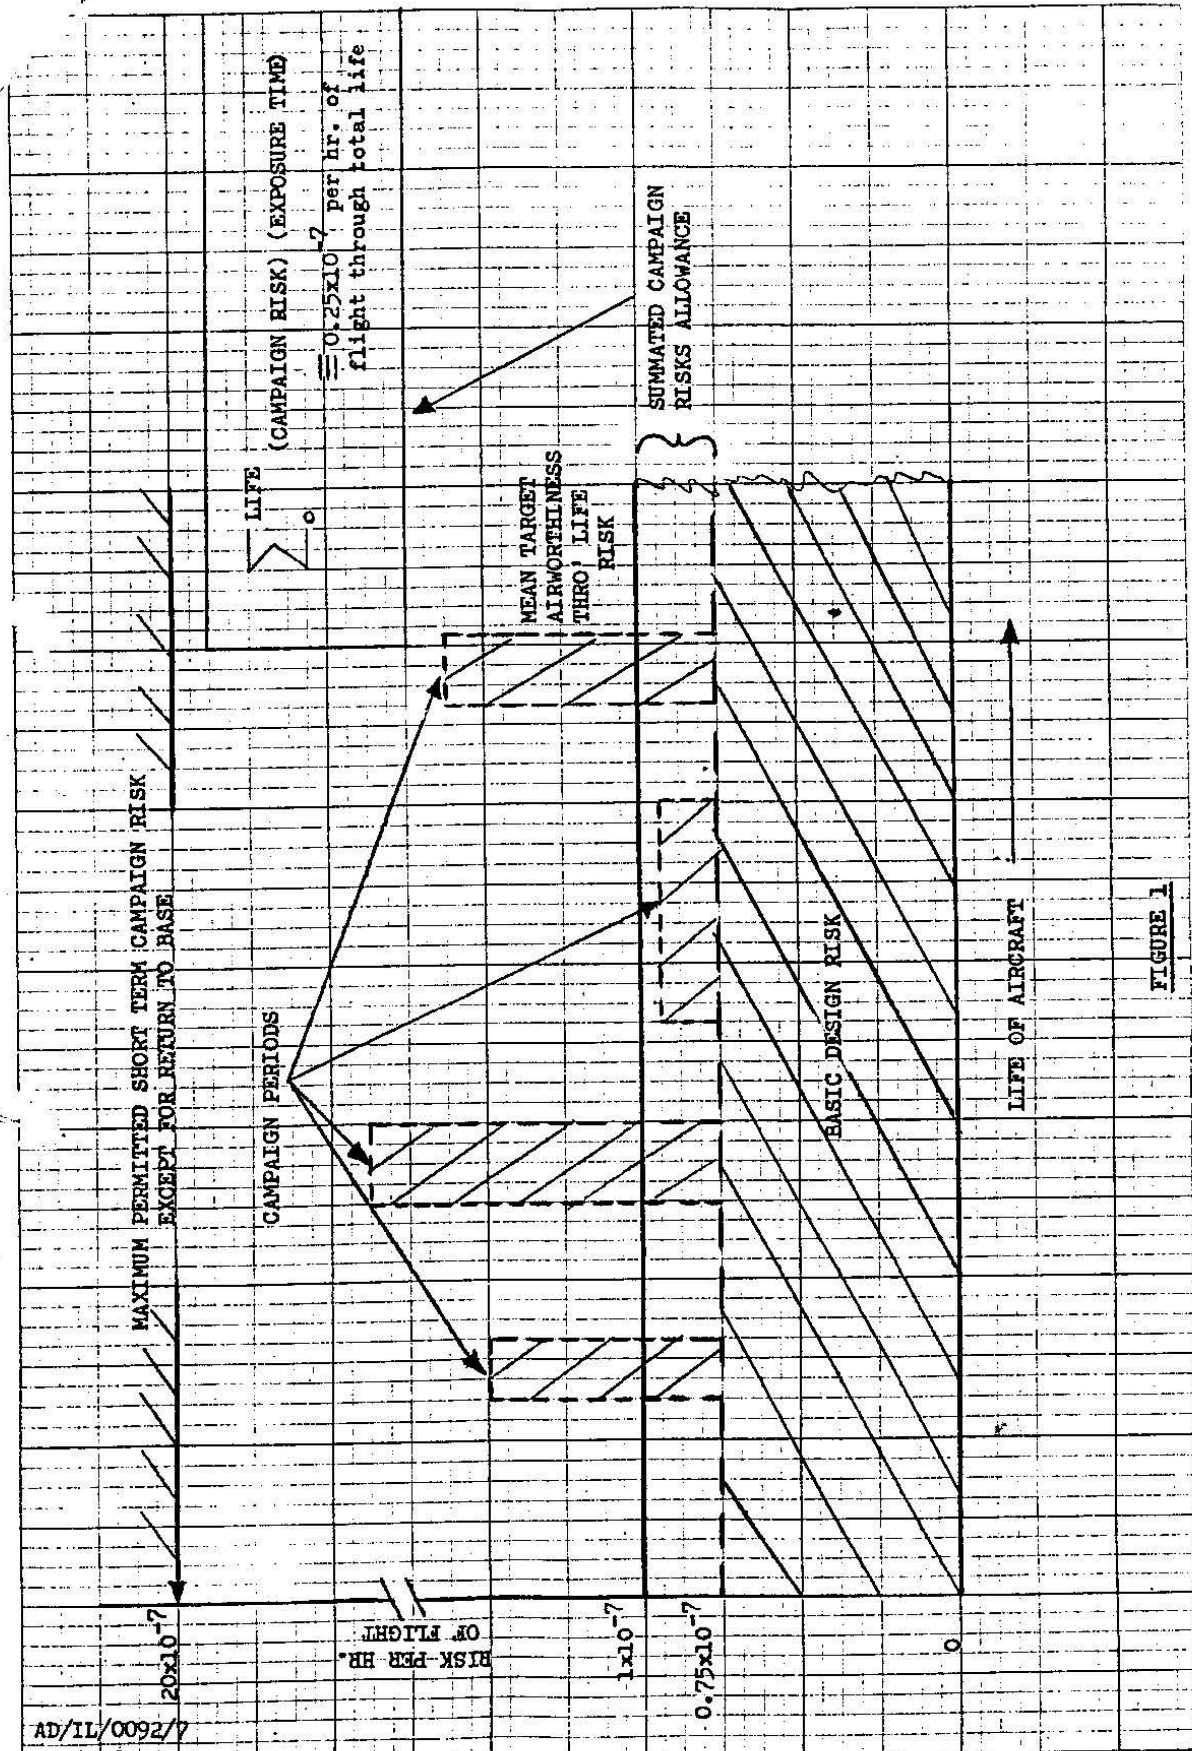 AD/IL/0092/7
20x10-7
RISK PER HR.
OF FLIGHT
1x10-7
0.75x10-7
0
MAXIMUM PERMITTED SHORT TERM CAMPAIGN RISK
EXCEPT FOR RETURN TO BASE
CAMPAIGN PERIODS
LIFE
Σ (CAMPAIGN RISK) (EXPOSURE TIME)
o
≡ 0.25x10-7 per hr. of
flight through total life
MEAN TARGET
AIRWORTHINESS
THRO' LIFE
RISK
SUMMATED CAMPAIGN
RISKS ALLOWANCE
BASIC DESIGN RISK
LIFE OF AIRCRAFT
FIGURE 1